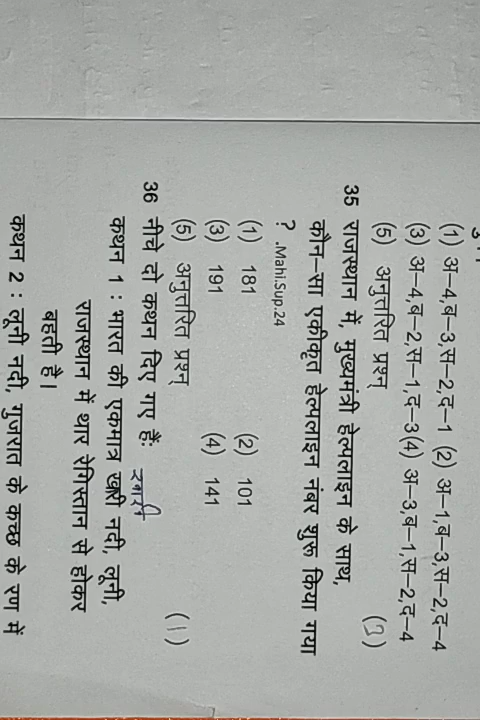 (1) अ–4,ब–3,स–2,द–1 (2) अ–1,ब–3,स–2,द–4
(3) अ–4,ब–2,स–1,द–3(4) अ–3,ब–1,स–2,द–4
(5) अनुत्तरित प्रश्न (3)
35 राजस्थान में, मुख्यमंत्री हेल्पलाइन के साथ,
कौन–सा एकीकृत हेल्पलाइन नंबर शुरू किया गया
? .Mahi.Sup.24
(1) 181 (2) 101
(3) 191 (4) 141
(5) अनुत्तरित प्रश्न् (1)
36 नीचे दो कथन दिए गए हैं:
कथन 1 : भारत की एकमात्र खारी नदी, लूनी,
राजस्थान में थार रेगिस्तान से होकर
बहती है।
कथन 2 : लूनी नदी, गुजरात के कच्छ के रण में